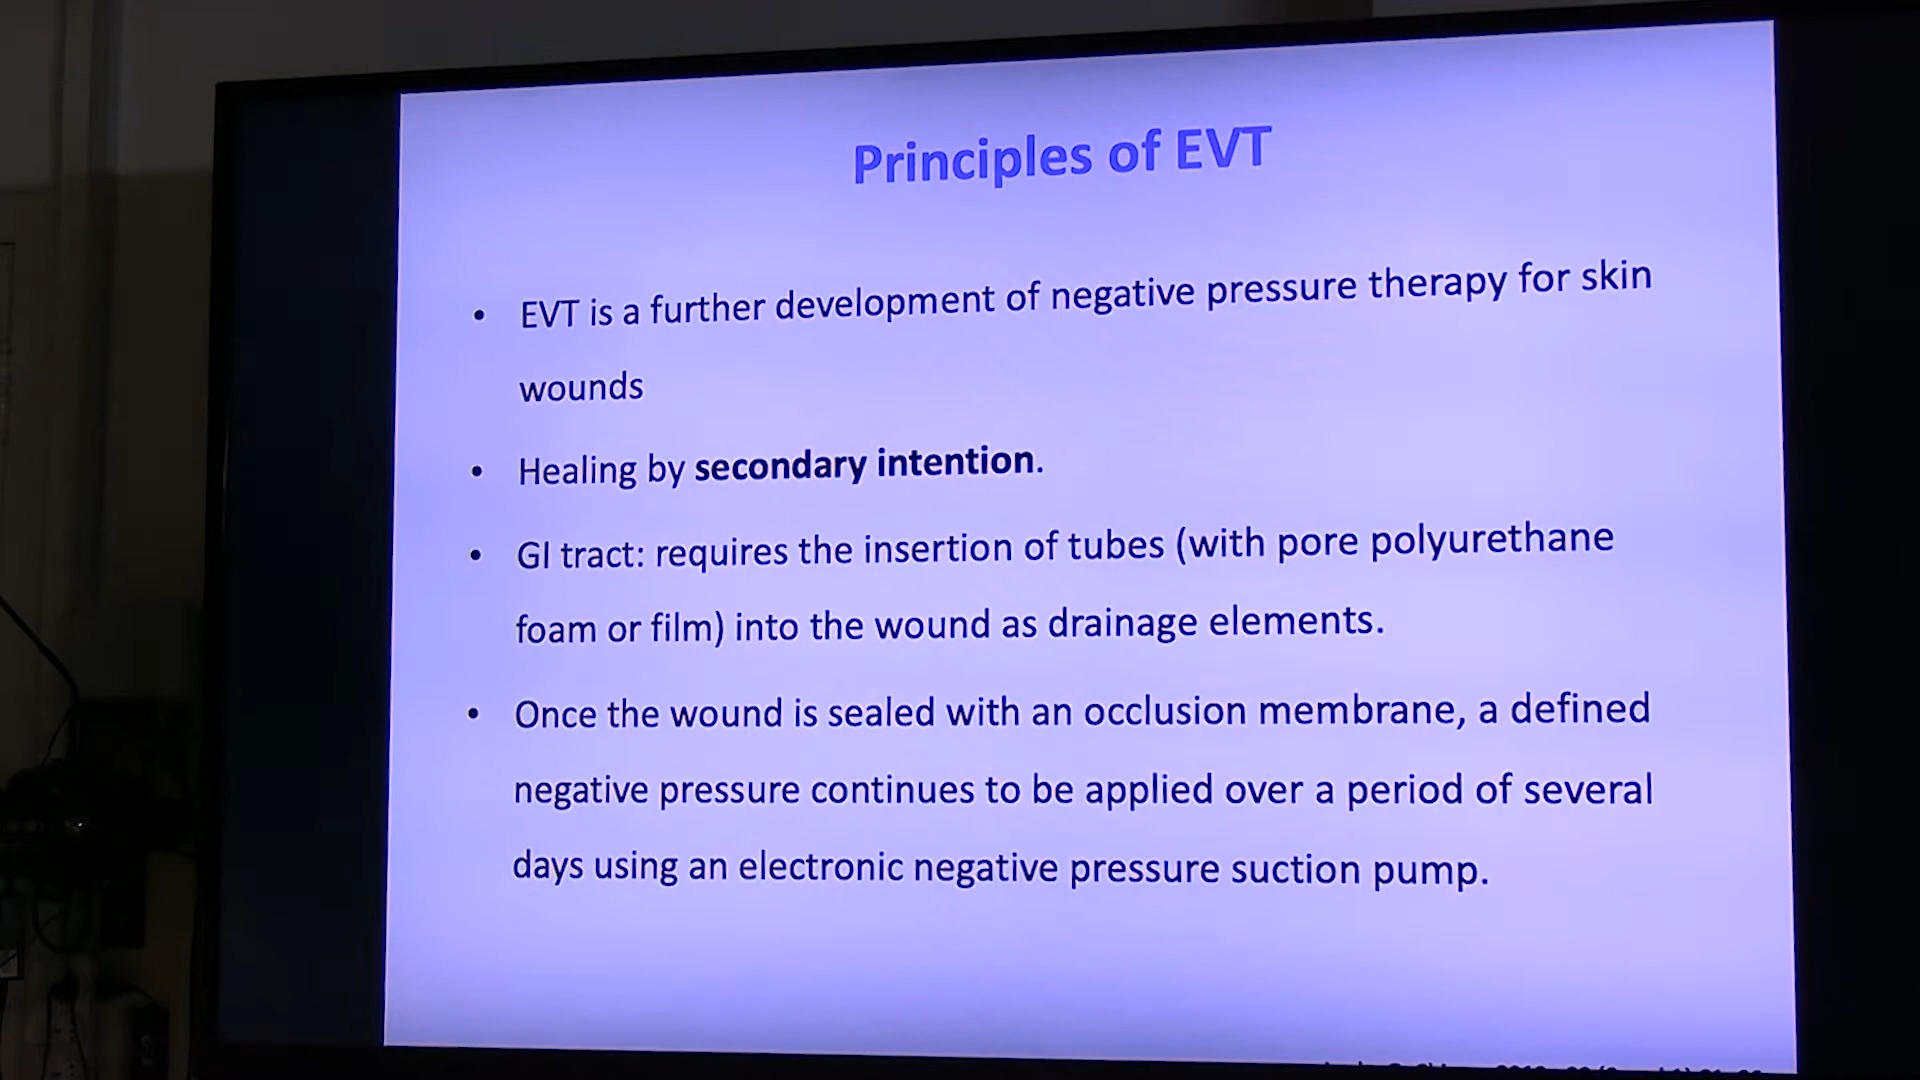 Principles of EVT
• EVT is a further development of negative pressure therapy for skin
wounds
• Healing by secondary intention.
• GI tract: requires the insertion of tubes (with pore polyurethane
foam or film) into the wound as drainage elements.
• Once the wound is sealed with an occlusion membrane, a defined
negative pressure continues to be applied over a period of several
days using an electronic negative pressure suction pump.